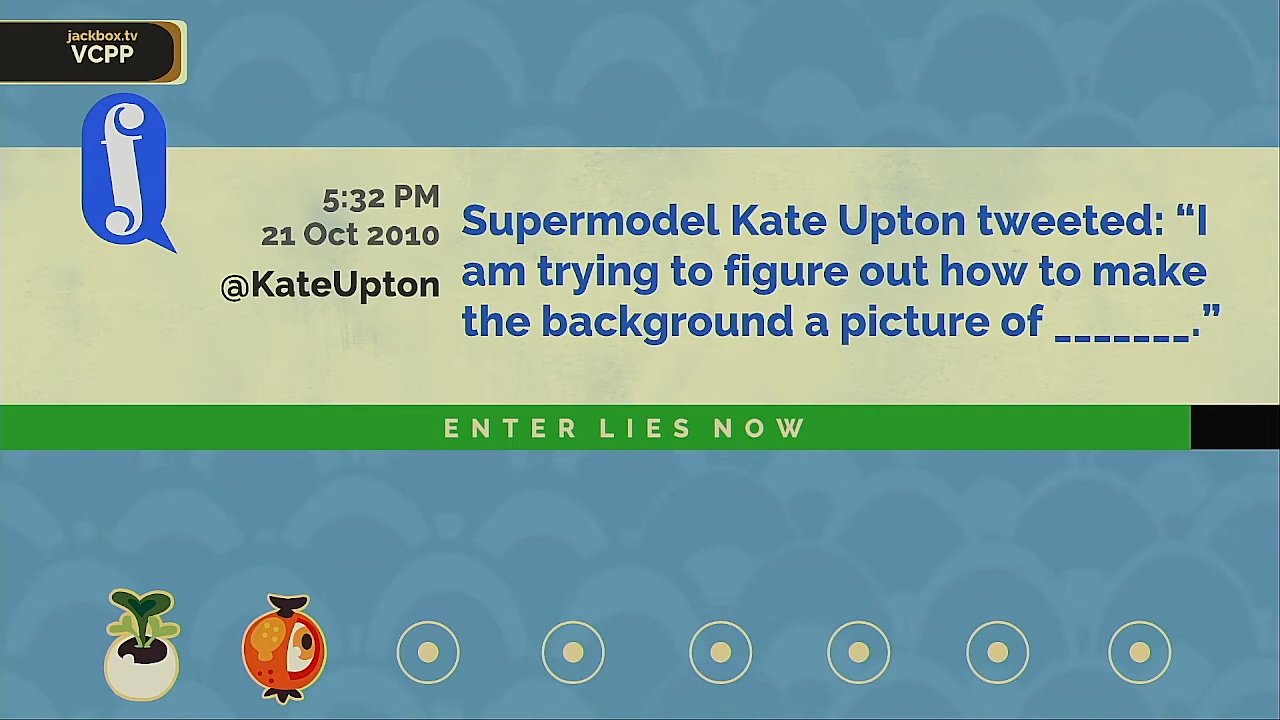 jackbox.tv
VCPP
f
5:32 PM
21 Oct 2010
@KateUpton
Supermodel Kate Upton tweeted: “I
am trying to figure out how to make
the background a picture of _______.”
ENTER LIES NOW